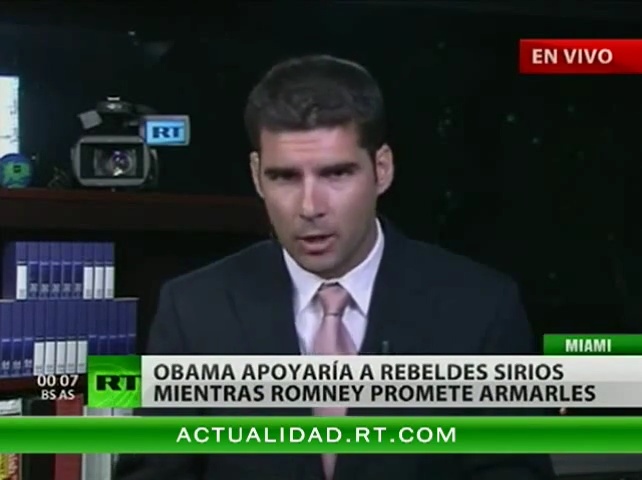 EN VIVO
RT
MIAMI
OBAMA APOYARÍA A REBELDES SIRIOS
MIENTRAS ROMNEY PROMETE ARMARLES
00:07
BS AS
RT
ACTUALIDAD.RT.COM